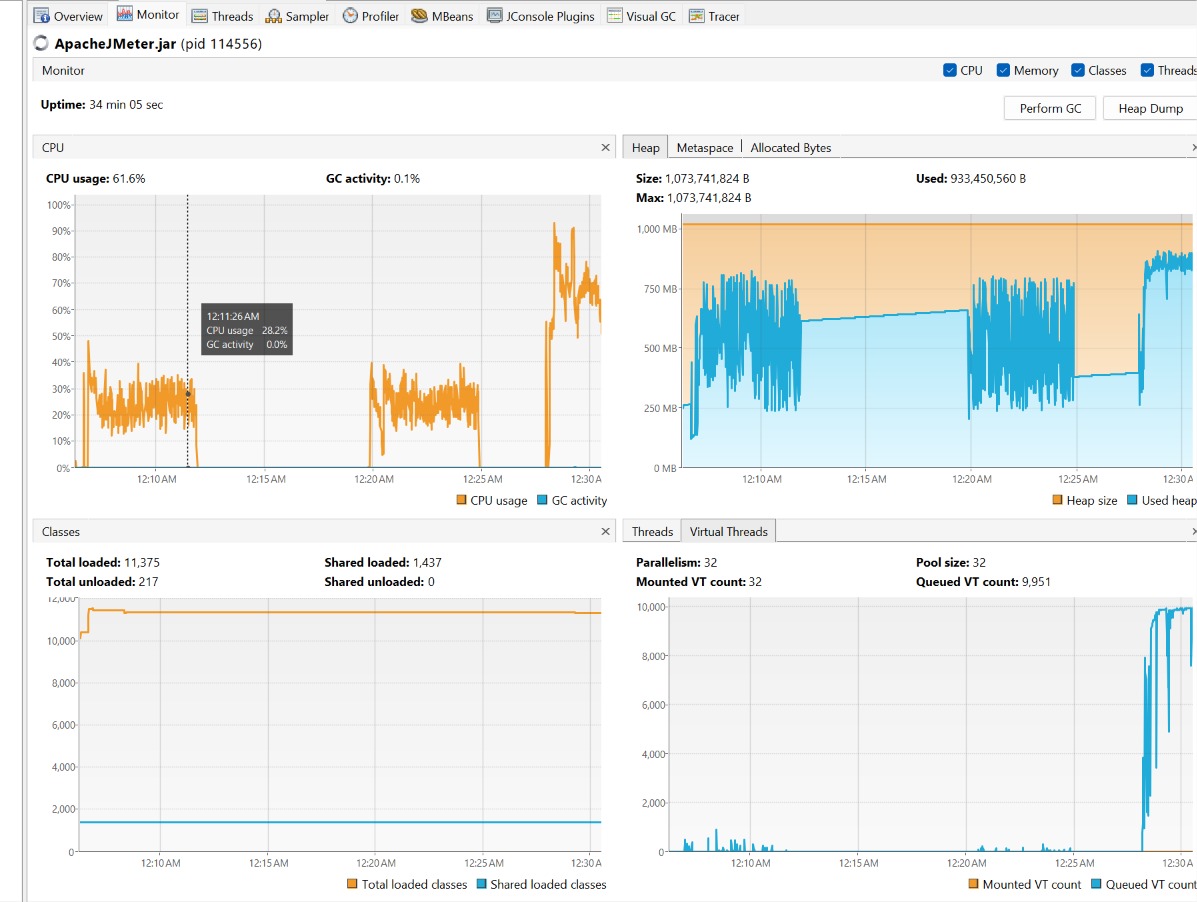 Overview Monitor Threads Sampler Profiler MBeans JConsole Plugins Visual GC Tracer
ApacheJMeter.jar (pid 114556)
Monitor
CPU Memory Classes Threads
Uptime: 34 min 05 sec
Perform GC Heap Dump
CPU
CPU usage: 61.6% GC activity: 0.1%
100%
90%
80%
70%
60%
50%
40%
30%
20%
10%
0%
12:11:26 AM
CPU usage 28.2%
GC activity 0.0%
12:10 AM 12:15 AM 12:20 AM 12:25 AM 12:30 A
CPU usage GC activity
Heap Metaspace Allocated Bytes
Size: 1,073,741,824 B Used: 933,450,560 B
Max: 1,073,741,824 B
1,000 MB
750 MB
500 MB
250 MB
0 MB
12:10 AM 12:15 AM 12:20 AM 12:25 AM 12:30 A
Heap size Used heap
Classes
Total loaded: 11,375 Shared loaded: 1,437
Total unloaded: 217 Shared unloaded: 0
12,000
10,000
8,000
6,000
4,000
2,000
0
12:10 AM 12:15 AM 12:20 AM 12:25 AM 12:30 A
Total loaded classes Shared loaded classes
Threads Virtual Threads
Parallelism: 32 Pool size: 32
Mounted VT count: 32 Queued VT count: 9,951
10,000
8,000
6,000
4,000
2,000
0
12:10 AM 12:15 AM 12:20 AM 12:25 AM 12:30 A
Mounted VT count Queued VT count